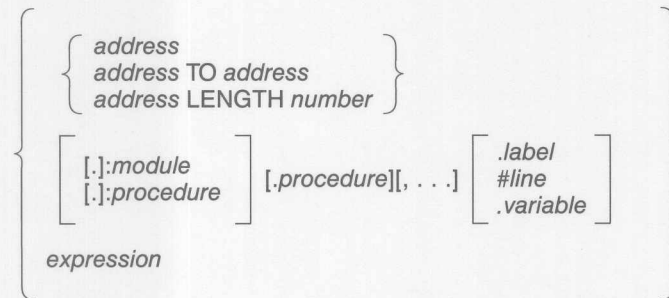 address
address TO address
address LENGTH number
[.]:module
[.]:procedure
[.procedure][, . . .]
.label
#line
.variable
expression